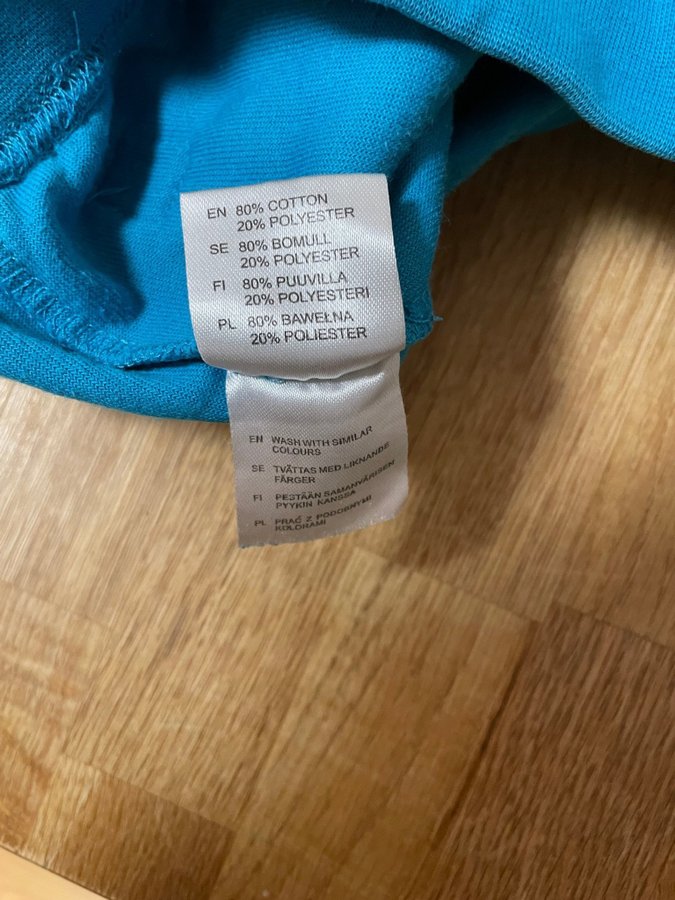 EN 80% COTTON
20% POLYESTER
SE 80% BOMULL
20% POLYESTER
FI 80% PUUVILLA
20% POLYESTERI
PL 80% BAWEŁNA
20% POLIESTER
EN WASH WITH SIMILAR
COLOURS
SE TVÄTTAS MED LIKNANDE
FÄRGER
FI PESTÄÄN SAMANVÄRISEN
PYYKIN KANSSA
PL PRAĆ Z PODOBNYMI
KOLORAMI